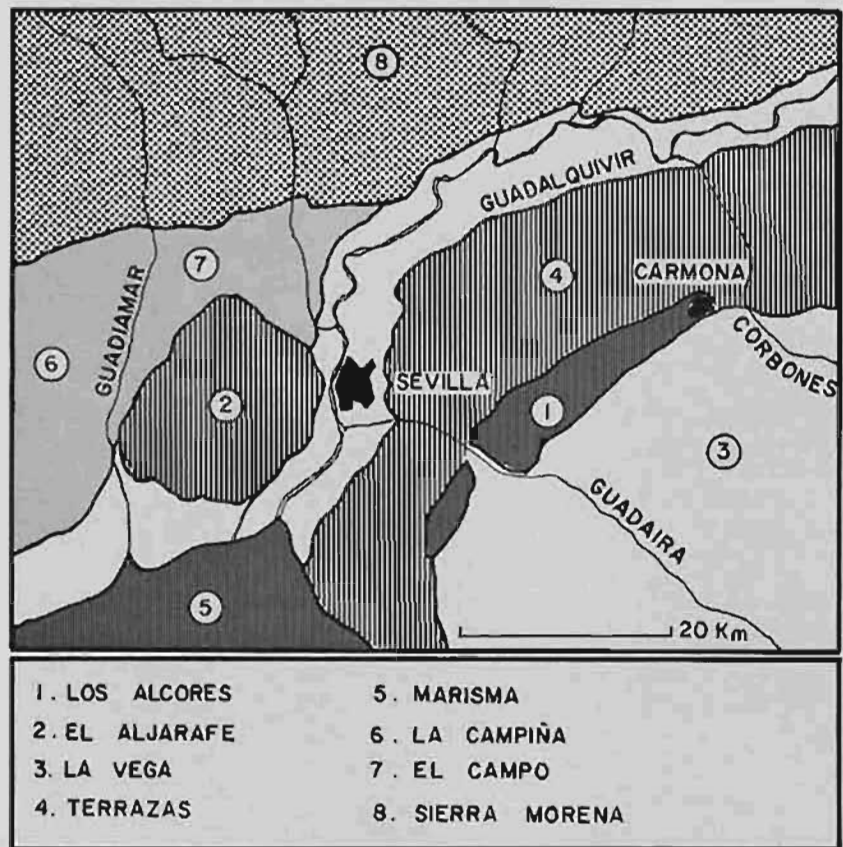 8
GUADALQUIVIR
7
4
CARMONA
GUADIAMAR
CORBONES
6
SEVILLA
2
1
3
GUADAIRA
5
20 Km
1. LOS ALCORES
2. EL ALJARAFE
3. LA VEGA
4. TERRAZAS
5. MARISMA
6. LA CAMPIÑA
7. EL CAMPO
8. SIERRA MORENA